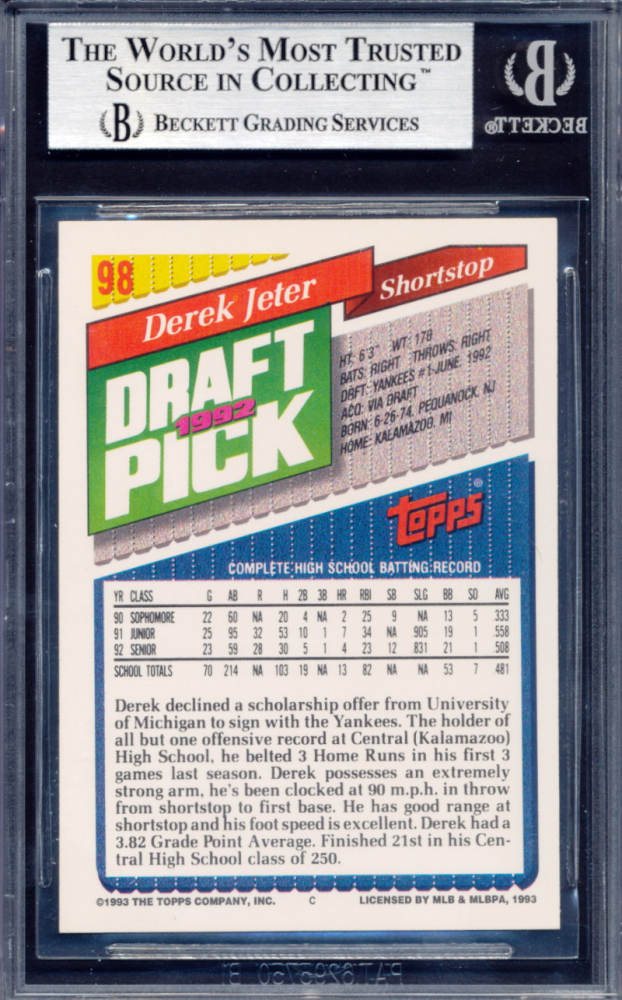 THE WORLD'S MOST TRUSTED
SOURCE IN COLLECTING™
B BECKETT GRADING SERVICES
B
BECKETT®
98
Derek Jeter
Shortstop
DRAFT
1992
PICK
HT: 6'3" WT: 178
BATS: RIGHT THROWS: RIGHT
DRFT: YANKEES #1-JUNE, 1992
ACQ: VIA DRAFT
BORN: 6-26-74, PEQUANOCK, NJ
HOME: KALAMAZOO, MI
TOPPS®
COMPLETE HIGH SCHOOL BATTING RECORD
YR CLASS G AB R H 2B 3B HR RBI SB SLG BB SO AVG
90 SOPHOMORE 22 60 NA 20 4 NA 2 25 9 NA 13 5 .333
91 JUNIOR 25 95 32 53 10 1 7 34 NA .905 19 1 .558
92 SENIOR 23 59 28 30 5 1 4 23 12 .831 21 1 .508
SCHOOL TOTALS 70 214 NA 103 19 NA 13 82 NA NA 53 7 .481
Derek declined a scholarship offer from University
of Michigan to sign with the Yankees. The holder of
all but one offensive record at Central (Kalamazoo)
High School, he belted 3 Home Runs in his first 3
games last season. Derek possesses an extremely
strong arm, he's been clocked at 90 m.p.h. in throw
from shortstop to first base. He has good range at
shortstop and his foot speed is excellent. Derek had a
3.82 Grade Point Average. Finished 21st in his Cen-
tral High School class of 250.
©1993 THE TOPPS COMPANY, INC. C LICENSED BY MLB & MLBPA, 1993